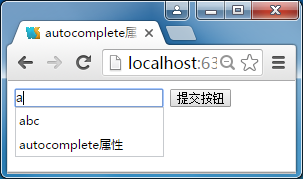 autocomplete属
localhost:63
a
提交按钮
abc
autocomplete属性